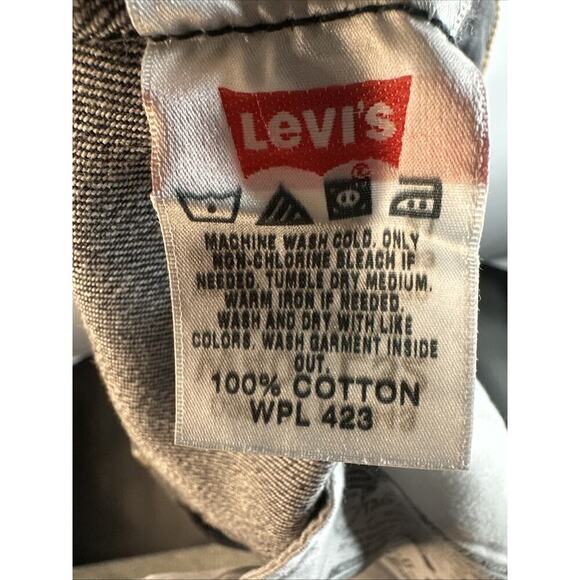 LEVI'S
MACHINE WASH COLD, ONLY
NON-CHLORINE BLEACH IF
NEEDED, TUMBLE DRY MEDIUM,
WARM IRON IF NEEDED,
WASH AND DRY WITH LIKE
COLORS, WASH GARMENT INSIDE
OUT.
100% COTTON
WPL 423